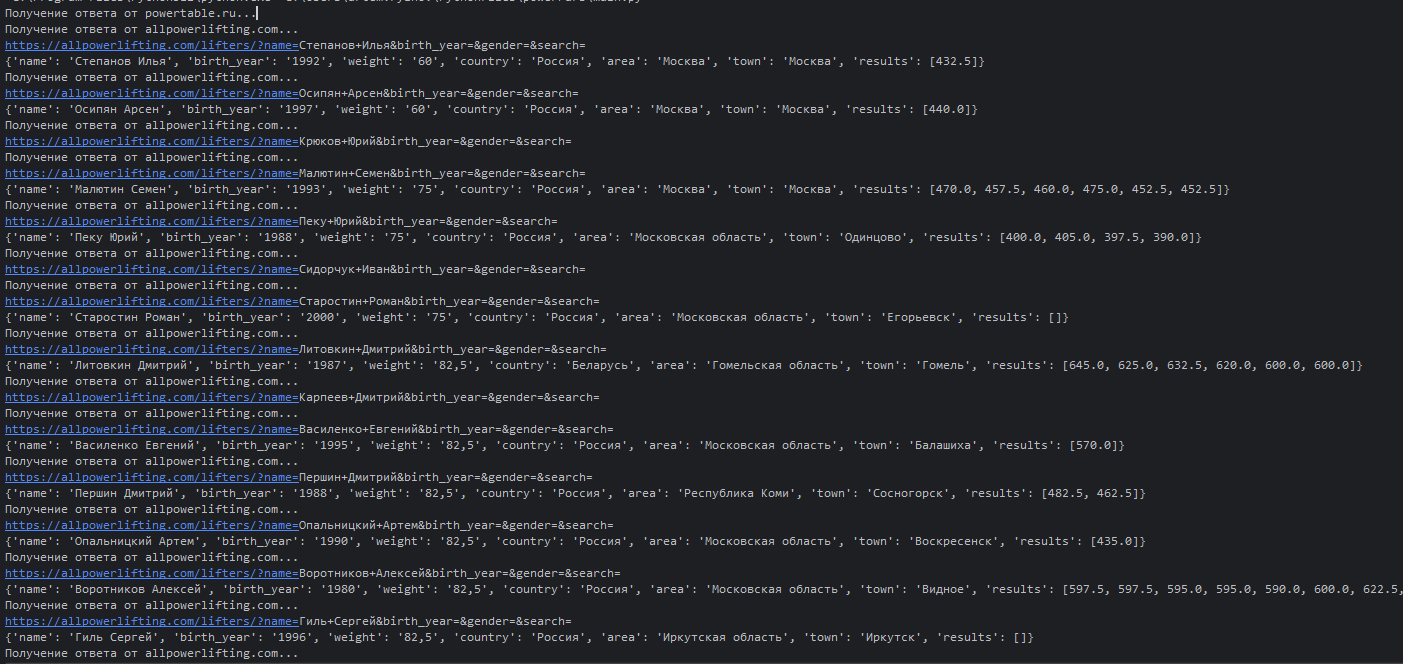 Получение ответа от powertable.ru...
Получение ответа от allpowerlifting.com...
https://allpowerlifting.com/lifters/?name=Степанов+Илья&birth_year=&gender=&search=
{'name': 'Степанов Илья', 'birth_year': '1992', 'weight': '60', 'country': 'Россия', 'area': 'Москва', 'town': 'Москва', 'results': [432.5]}
Получение ответа от allpowerlifting.com...
https://allpowerlifting.com/lifters/?name=Осипян+Арсен&birth_year=&gender=&search=
{'name': 'Осипян Арсен', 'birth_year': '1997', 'weight': '60', 'country': 'Россия', 'area': 'Москва', 'town': 'Москва', 'results': [440.0]}
Получение ответа от allpowerlifting.com...
https://allpowerlifting.com/lifters/?name=Крюков+Юрий&birth_year=&gender=&search=
Получение ответа от allpowerlifting.com...
https://allpowerlifting.com/lifters/?name=Малютин+Семен&birth_year=&gender=&search=
{'name': 'Малютин Семен', 'birth_year': '1993', 'weight': '75', 'country': 'Россия', 'area': 'Москва', 'town': 'Москва', 'results': [470.0, 457.5, 460.0, 475.0, 452.5, 452.5]}
Получение ответа от allpowerlifting.com...
https://allpowerlifting.com/lifters/?name=Пеку+Юрий&birth_year=&gender=&search=
{'name': 'Пеку Юрий', 'birth_year': '1988', 'weight': '75', 'country': 'Россия', 'area': 'Московская область', 'town': 'Одинцово', 'results': [400.0, 405.0, 397.5, 390.0]}
Получение ответа от allpowerlifting.com...
https://allpowerlifting.com/lifters/?name=Сидорчук+Иван&birth_year=&gender=&search=
Получение ответа от allpowerlifting.com...
https://allpowerlifting.com/lifters/?name=Старостин+Роман&birth_year=&gender=&search=
{'name': 'Старостин Роман', 'birth_year': '2000', 'weight': '75', 'country': 'Россия', 'area': 'Московская область', 'town': 'Егорьевск', 'results': []}
Получение ответа от allpowerlifting.com...
https://allpowerlifting.com/lifters/?name=Литовкин+Дмитрий&birth_year=&gender=&search=
{'name': 'Литовкин Дмитрий', 'birth_year': '1987', 'weight': '82,5', 'country': 'Беларусь', 'area': 'Гомельская область', 'town': 'Гомель', 'results': [645.0, 625.0, 632.5, 620.0, 600.0, 600.0]}
Получение ответа от allpowerlifting.com...
https://allpowerlifting.com/lifters/?name=Карпеев+Дмитрий&birth_year=&gender=&search=
Получение ответа от allpowerlifting.com...
https://allpowerlifting.com/lifters/?name=Василенко+Евгений&birth_year=&gender=&search=
{'name': 'Василенко Евгений', 'birth_year': '1995', 'weight': '82,5', 'country': 'Россия', 'area': 'Московская область', 'town': 'Балашиха', 'results': [570.0]}
Получение ответа от allpowerlifting.com...
https://allpowerlifting.com/lifters/?name=Першин+Дмитрий&birth_year=&gender=&search=
{'name': 'Першин Дмитрий', 'birth_year': '1988', 'weight': '82,5', 'country': 'Россия', 'area': 'Республика Коми', 'town': 'Сосногорск', 'results': [482.5, 462.5]}
Получение ответа от allpowerlifting.com...
https://allpowerlifting.com/lifters/?name=Опальницкий+Артем&birth_year=&gender=&search=
{'name': 'Опальницкий Артем', 'birth_year': '1990', 'weight': '82,5', 'country': 'Россия', 'area': 'Московская область', 'town': 'Воскресенск', 'results': [435.0]}
Получение ответа от allpowerlifting.com...
https://allpowerlifting.com/lifters/?name=Воротников+Алексей&birth_year=&gender=&search=
{'name': 'Воротников Алексей', 'birth_year': '1980', 'weight': '82,5', 'country': 'Россия', 'area': 'Московская область', 'town': 'Видное', 'results': [597.5, 597.5, 595.0, 595.0, 590.0, 600.0, 622.5,
Получение ответа от allpowerlifting.com...
https://allpowerlifting.com/lifters/?name=Гиль+Сергей&birth_year=&gender=&search=
{'name': 'Гиль Сергей', 'birth_year': '1996', 'weight': '82,5', 'country': 'Россия', 'area': 'Иркутская область', 'town': 'Иркутск', 'results': []}
Получение ответа от allpowerlifting.com...